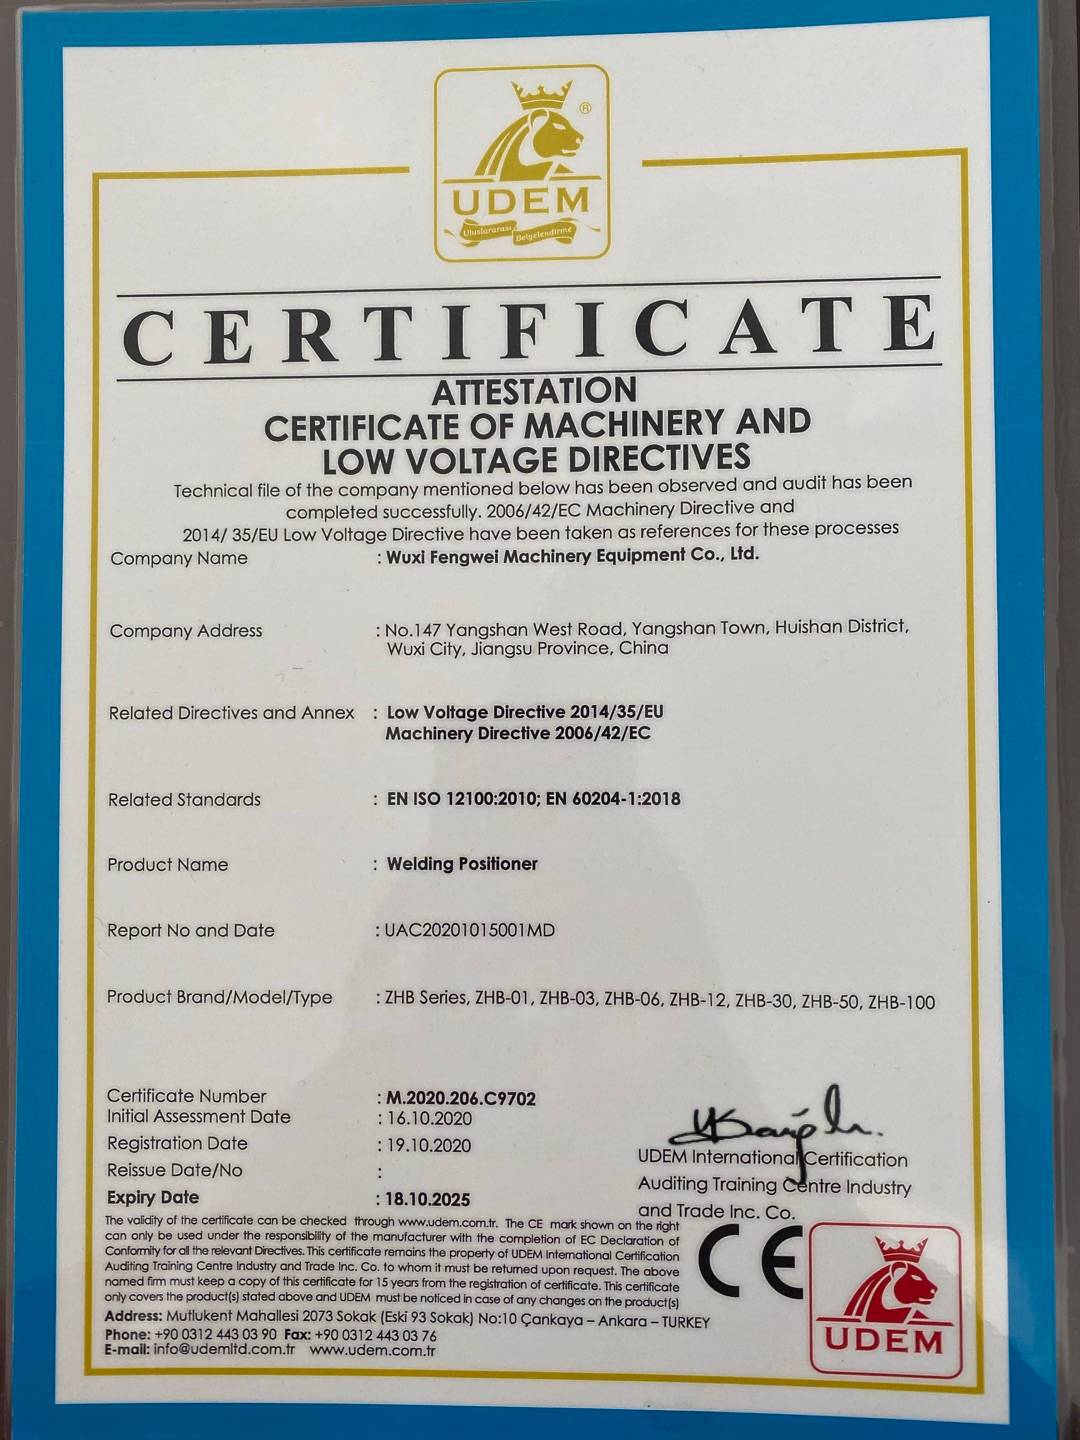 UDEM
®
Uluslararası
Belgelendirme
CERTIFICATE
ATTESTATION
CERTIFICATE OF MACHINERY AND
LOW VOLTAGE DIRECTIVES
Technical file of the company mentioned below has been observed and audit has been
completed successfully. 2006/42/EC Machinery Directive and
2014/ 35/EU Low Voltage Directive have been taken as references for these processes
Company Name : Wuxi Fengwei Machinery Equipment Co., Ltd.
Company Address : No.147 Yangshan West Road, Yangshan Town, Huishan District,
Wuxi City, Jiangsu Province, China
Related Directives and Annex : Low Voltage Directive 2014/35/EU
Machinery Directive 2006/42/EC
Related Standards : EN ISO 12100:2010; EN 60204-1:2018
Product Name : Welding Positioner
Report No and Date : UAC20201015001MD
Product Brand/Model/Type : ZHB Series, ZHB-01, ZHB-03, ZHB-06, ZHB-12, ZHB-30, ZHB-50, ZHB-100
Certificate Number : M.2020.206.C9702
Initial Assessment Date : 16.10.2020
Registration Date : 19.10.2020
Reissue Date/No :
Expiry Date : 18.10.2025
UDEM International Certification
Auditing Training Centre Industry
and Trade Inc. Co.
The validity of the certificate can be checked through www.udem.com.tr. The CE mark shown on the right
can only be used under the responsibility of the manufacturer with the completion of EC Declaration of
Conformity for all the relevant Directives. This certificate remains the property of UDEM International Certification
Auditing Training Centre Industry and Trade Inc. Co. to whom it must be returned upon request. The above
named firm must keep a copy of this certificate for 15 years from the registration of certificate. This certificate
only covers the product(s) stated above and UDEM must be noticed in case of any changes on the product(s)
Address: Mutlukent Mahallesi 2073 Sokak (Eski 93 Sokak) No:10 Çankaya – Ankara – TURKEY
Phone: +90 0312 443 03 90 Fax: +90 0312 443 03 76
E-mail: info@udemltd.com.tr www.udem.com.tr
CE
UDEM